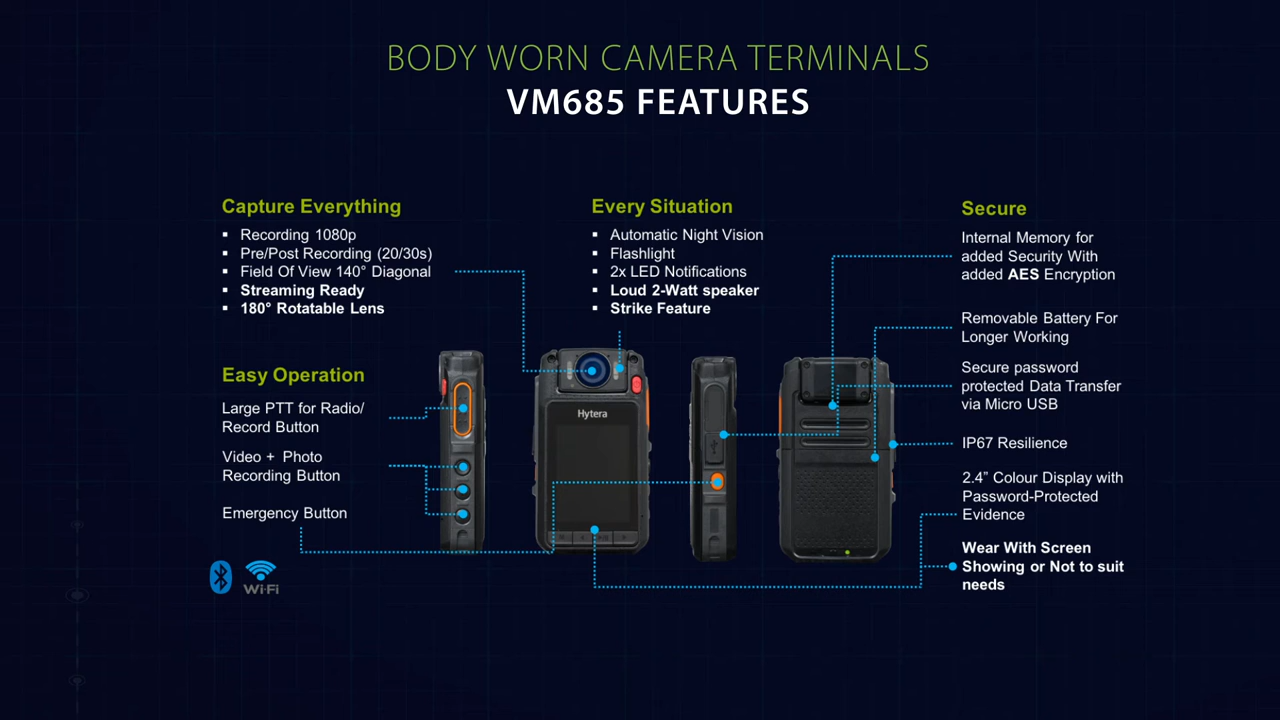 BODY WORN CAMERA TERMINALS
VM685 FEATURES
Capture Everything
▪ Recording 1080p
▪ Pre/Post Recording (20/30s)
▪ Field Of View 140° Diagonal
▪ Streaming Ready
▪ 180° Rotatable Lens
Every Situation
▪ Automatic Night Vision
▪ Flashlight
▪ 2x LED Notifications
▪ Loud 2-Watt speaker
▪ Strike Feature
Secure
Internal Memory for
added Security With
added AES Encryption
Removable Battery For
Longer Working
Secure password
protected Data Transfer
via Micro USB
IP67 Resilience
2.4” Colour Display with
Password-Protected
Evidence
Wear With Screen
Showing or Not to suit
needs
Easy Operation
Large PTT for Radio/
Record Button
Video + Photo
Recording Button
Emergency Button
Hytera
Wi-Fi